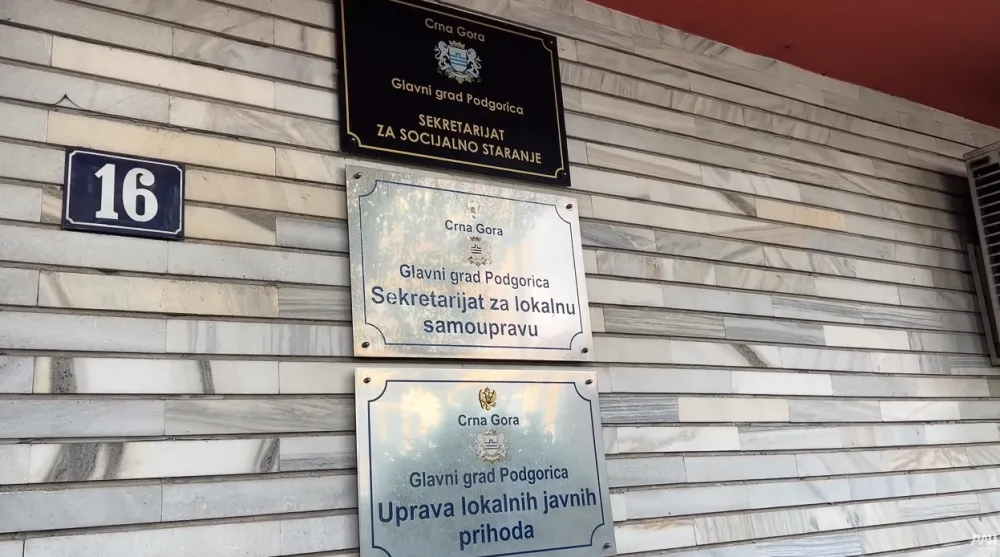 Crna Gora
Glavni grad Podgorica
SEKRETARIJAT
ZA SOCIJALNO STARANJE
16
Crna Gora
Glavni grad Podgorica
Sekretarijat za lokalnu
samoupravu
Crna Gora
Glavni grad Podgorica
Uprava lokalnih javnih
prihoda